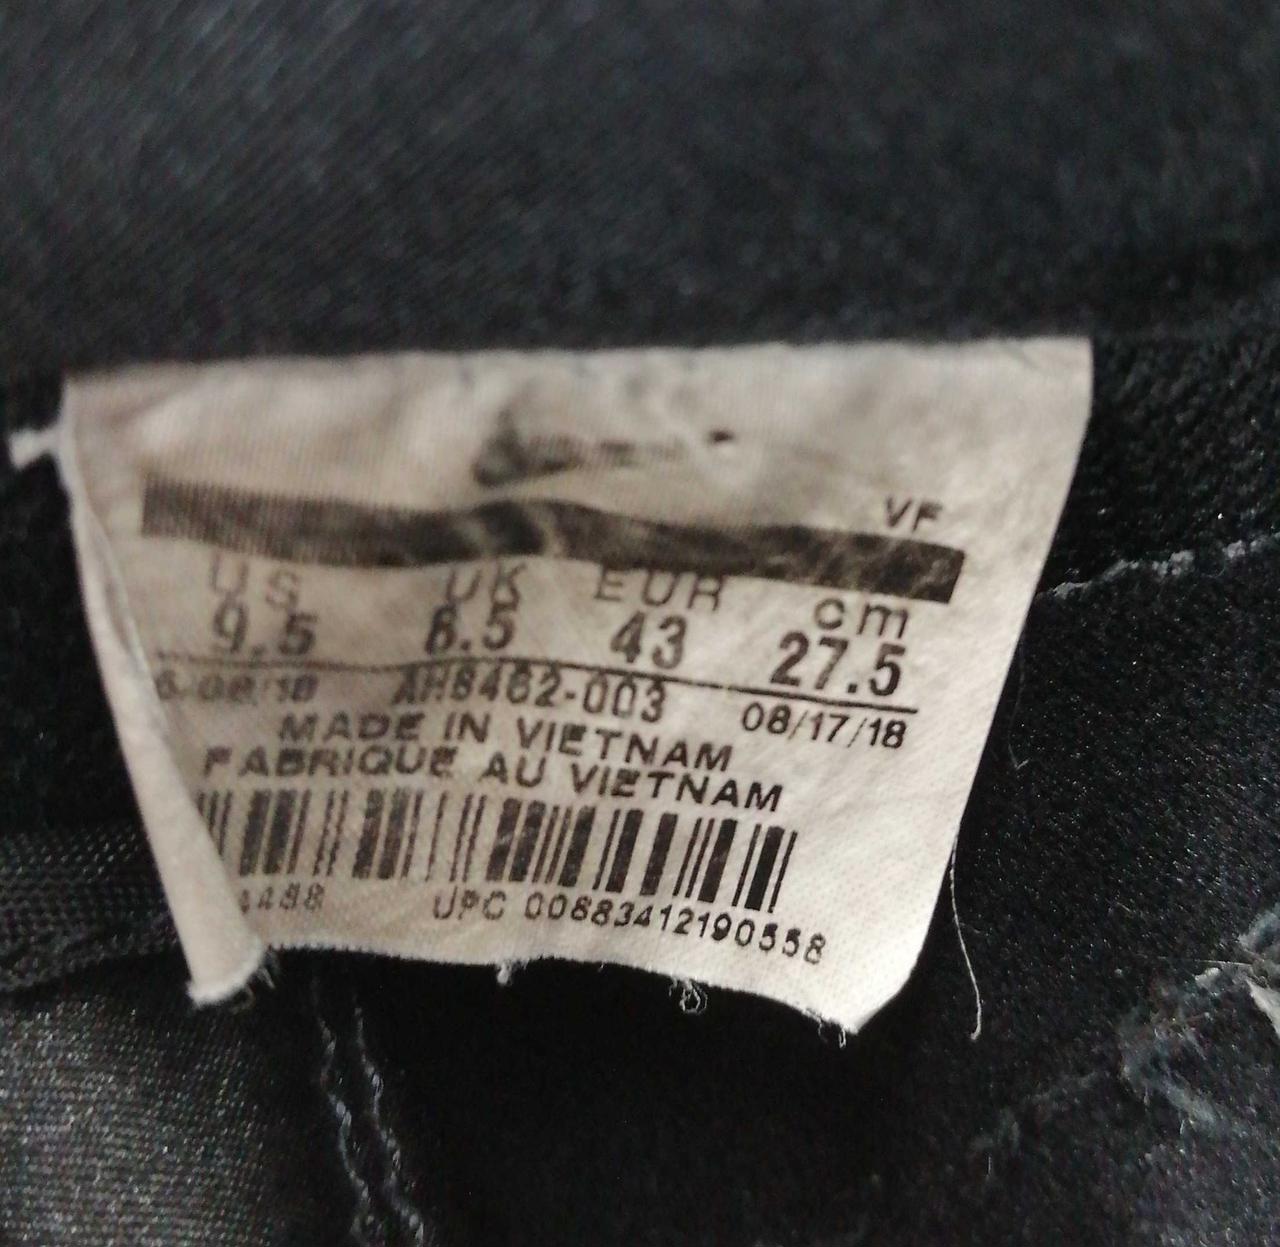 VF
US UK EUR cm
9.5 8.5 43 27.5
AH8462-003 08/17/18
MADE IN VIETNAM
FABRIQUE AU VIETNAM
UPC 00883412190558